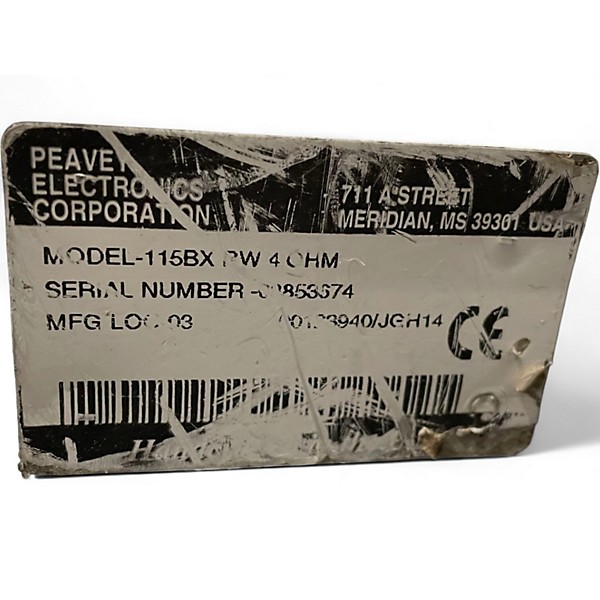 PEAVEY
ELECTRONICS
CORPORATION
711 A STREET
MERIDIAN, MS 39301 USA
MODEL-115BX BW 4 OHM
SERIAL NUMBER
MFG LOC 03
CE